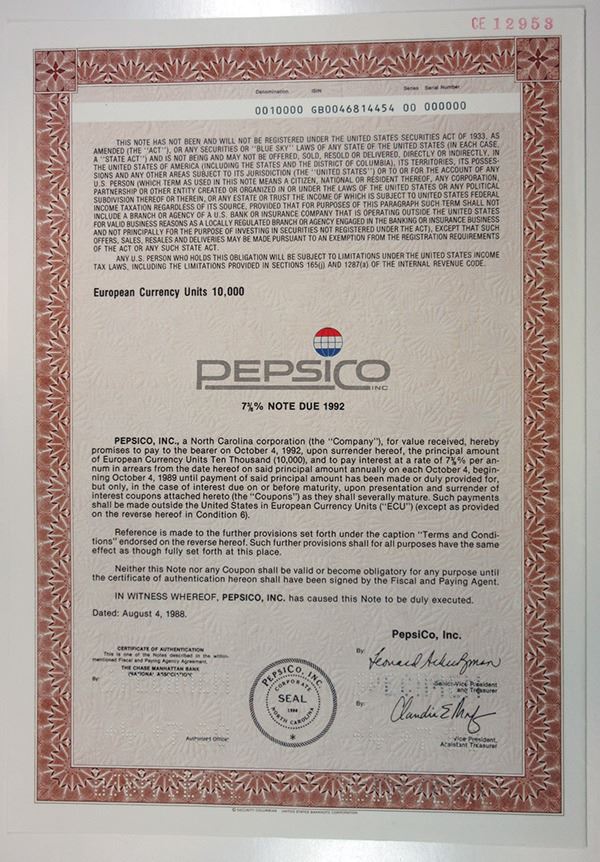 CE 12953
Denomination ISIN Series Serial Number
0010000 GB0046814454 00 000000
THIS NOTE HAS NOT BEEN AND WILL NOT BE REGISTERED UNDER THE UNITED STATES SECURITIES ACT OF 1933, AS
AMENDED (THE "ACT"), OR ANY SECURITIES OR "BLUE SKY" LAWS OF ANY STATE OF THE UNITED STATES (IN EACH CASE,
A "STATE ACT") AND IS NOT BEING AND MAY NOT BE OFFERED, SOLD, RESOLD OR DELIVERED, DIRECTLY OR INDIRECTLY, IN
THE UNITED STATES OF AMERICA (INCLUDING THE STATES AND THE DISTRICT OF COLUMBIA), ITS TERRITORIES, ITS POSSES-
SIONS AND ANY OTHER AREAS SUBJECT TO ITS JURISDICTION (THE "UNITED STATES") OR TO OR FOR THE ACCOUNT OF ANY
U.S. PERSON (WHICH TERM AS USED IN THIS NOTE MEANS A CITIZEN, NATIONAL OR RESIDENT THEREOF, ANY CORPORATION,
PARTNERSHIP OR OTHER ENTITY CREATED OR ORGANIZED IN OR UNDER THE LAWS OF THE UNITED STATES OR ANY POLITICAL
SUBDIVISION THEREOF OR THEREIN, OR ANY ESTATE OR TRUST THE INCOME OF WHICH IS SUBJECT TO UNITED STATES FEDERAL
INCOME TAXATION REGARDLESS OF ITS SOURCE, PROVIDED THAT FOR PURPOSES OF THIS PARAGRAPH SUCH TERM SHALL NOT
INCLUDE A BRANCH OR AGENCY OF A U.S. BANK OR INSURANCE COMPANY THAT IS OPERATING OUTSIDE THE UNITED STATES
FOR VALID BUSINESS REASONS AS A LOCALLY REGULATED BRANCH OR AGENCY ENGAGED IN THE BANKING OR INSURANCE BUSINESS
AND NOT PRINCIPALLY FOR THE PURPOSE OF INVESTING IN SECURITIES NOT REGISTERED UNDER THE ACT), EXCEPT THAT SUCH
OFFERS, SALES, RESALES AND DELIVERIES MAY BE MADE PURSUANT TO AN EXEMPTION FROM THE REGISTRATION REQUIREMENTS
OF THE ACT OR ANY SUCH STATE ACT.
ANY U.S. PERSON WHO HOLDS THIS OBLIGATION WILL BE SUBJECT TO LIMITATIONS UNDER THE UNITED STATES INCOME
TAX LAWS, INCLUDING THE LIMITATIONS PROVIDED IN SECTIONS 165(j) AND 1287(a) OF THE INTERNAL REVENUE CODE.
European Currency Units 10,000
PEPSICO INC
NOTE DUE 1992
PEPSICO, INC., a North Carolina corporation (the "Company"), for value received, hereby
promises to pay to the bearer on October 4, 1992, upon surrender hereof, the principal amount
of European Currency Units Ten Thousand (10,000), and to pay interest at a rate of per an-
num in arrears from the date hereof on said principal amount annually on each October 4, begin-
ning October 4, 1989 until payment of said principal amount has been made or duly provided for,
but only, in the case of interest due on or before maturity, upon presentation and surrender of
interest coupons attached hereto (the "Coupons") as they shall severally mature. Such payments
shall be made outside the United States in European Currency Units ("ECU") (except as provided
on the reverse hereof in Condition 6).
Reference is made to the further provisions set forth under the caption "Terms and Condi-
tions" endorsed on the reverse hereof. Such further provisions shall for all purposes have the same
effect as though fully set forth at this place.
Neither this Note nor any Coupon shall be valid or become obligatory for any purpose until
the certificate of authentication hereon shall have been signed by the Fiscal and Paying Agent.
IN WITNESS WHEREOF, PEPSICO, INC. has caused this Note to be duly executed.
Dated: August 4, 1988.
PepsiCo, Inc.
CERTIFICATE OF AUTHENTICATION
This is one of the Notes described in the within-
mentioned Fiscal and Paying Agency Agreement.
THE CHASE MANHATTAN BANK
(NATIONAL ASSOCIATION)
By:
Authorized Officer
PEPSICO, INC.
CORPORATE
SEAL
1986
NORTH CAROLINA
By:
Senior Vice President
and Treasurer
By:
Vice President,
Assistant Treasurer
© SECURITY-COLUMBIAN UNITED STATES BANKNOTE CORPORATION